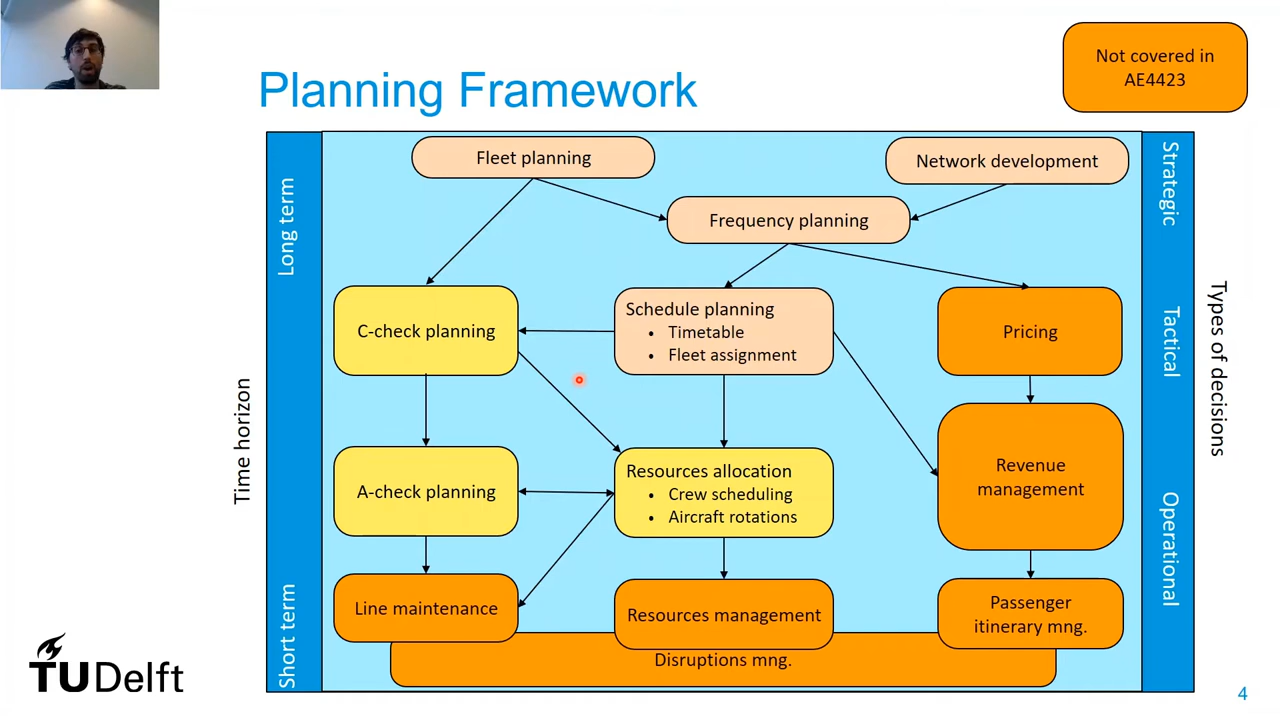 Not covered in
AE4423
Planning Framework
Fleet planning
Network development
Frequency planning
Long term
Strategic
C-check planning
Schedule planning
• Timetable
• Fleet assignment
Pricing
Tactical
Types of decisions
Time horizon
A-check planning
Resources allocation
• Crew scheduling
• Aircraft rotations
Revenue
management
Operational
Short term
Line maintenance
Resources management
Passenger
itinerary mng.
Disruptions mng.
TUDelft
4